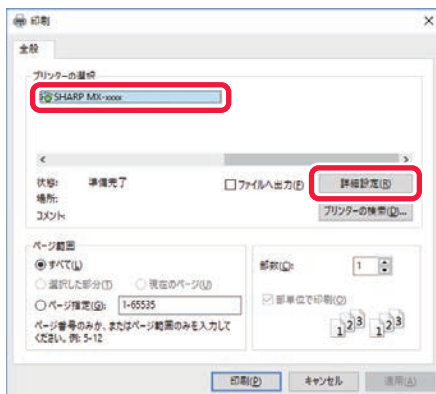 印刷
全般
プリンターの選択
SHARP MX-xxxx
状態: 準備完了
場所:
コメント:
ファイルへ出力(F)
詳細設定(R)
プリンターの検索(D)...
ページ範囲
すべて(L)
選択した部分(T)
現在のページ(U)
ページ指定(G): 1-65535
ページ番号のみか、またはページ範囲のみを入力して
ください。例: 5-12
部数(C): 1
部単位で印刷(O)
1 2 3 1 2 3
印刷(P)
キャンセル
適用(A)